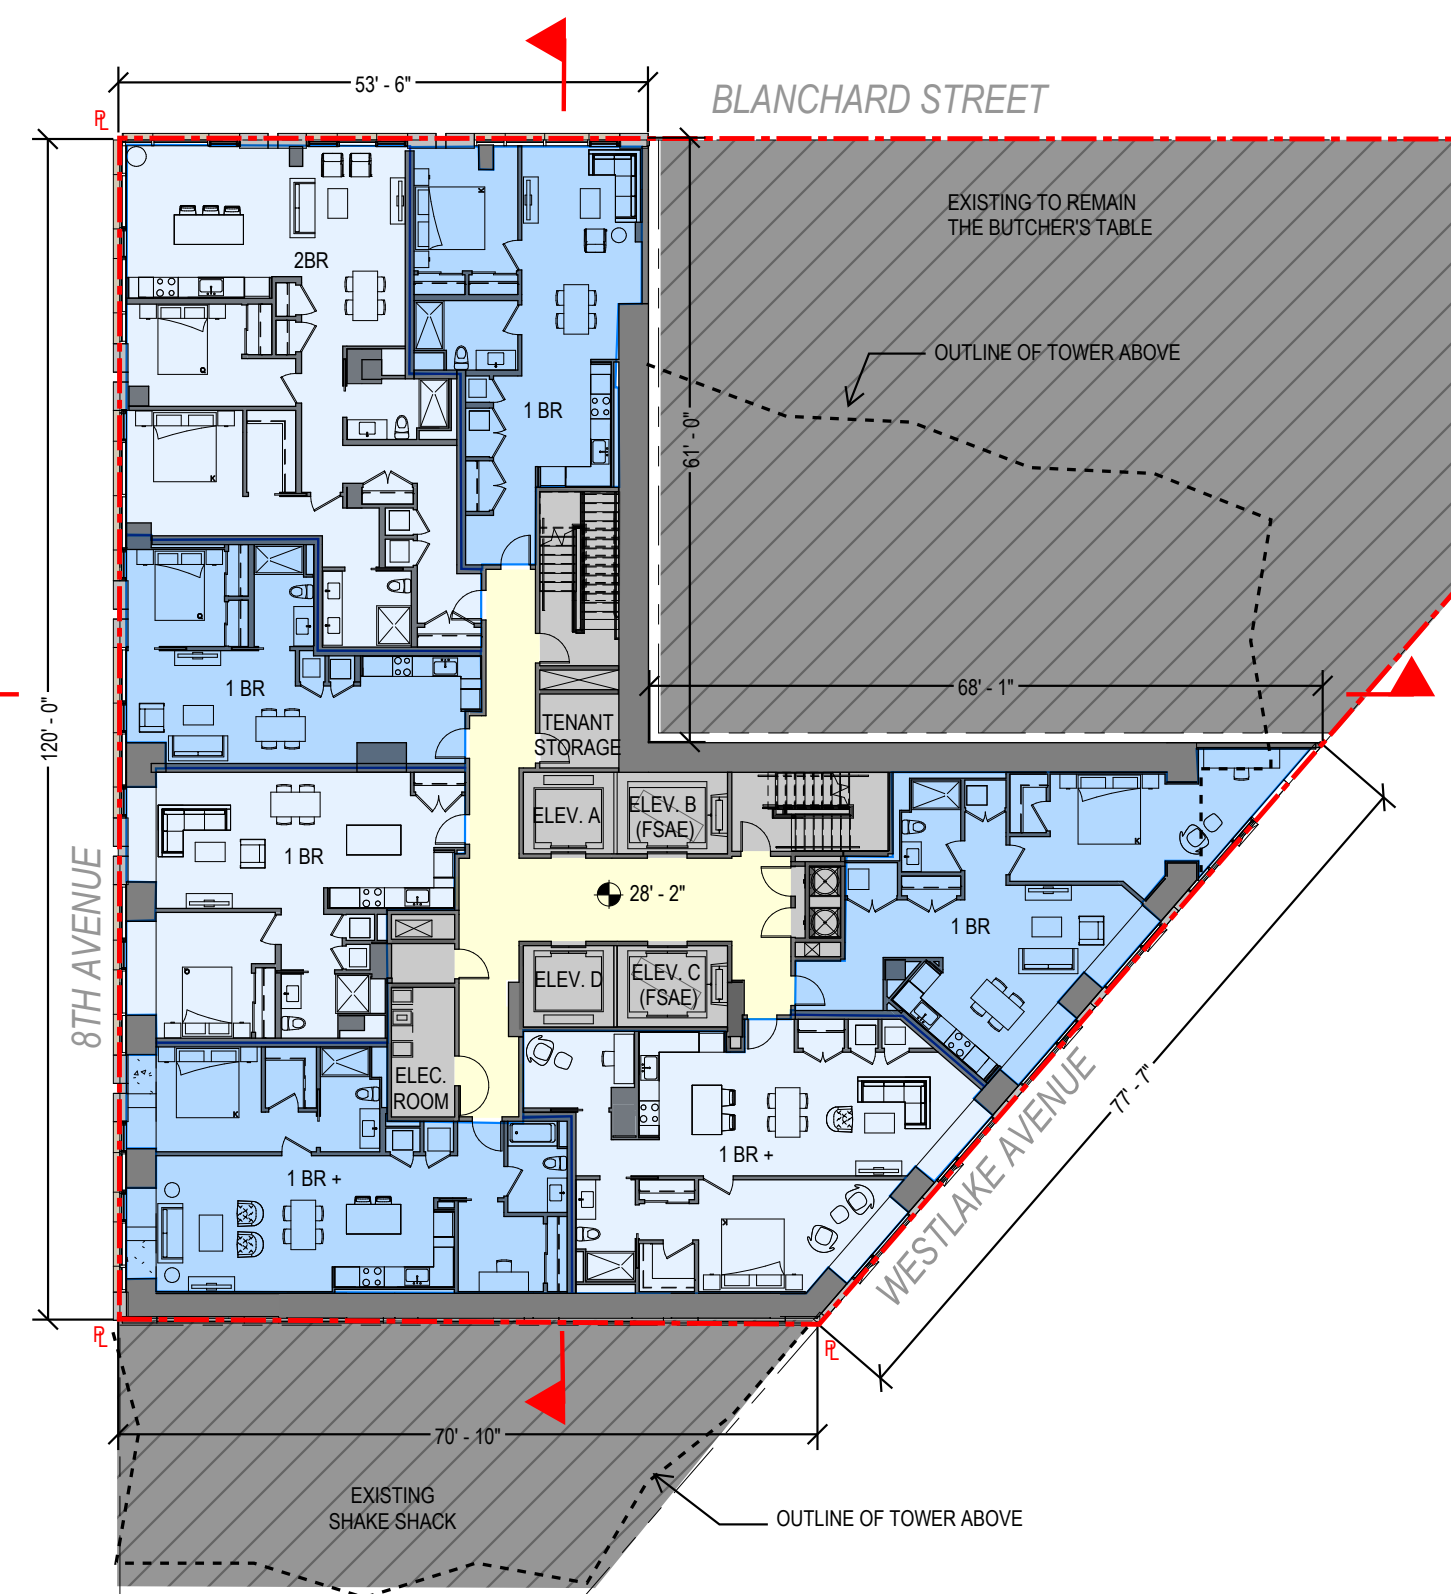 53' - 6"
BLANCHARD STREET
PL
EXISTING TO REMAIN
THE BUTCHER'S TABLE
K
2BR
OUTLINE OF TOWER ABOVE
Q
1 BR
61' - 0"
K
Q
1 BR
68' - 1"
120' - 0"
TENANT
STORAGE
ELEV. A
ELEV. B
(FSAE)
K
1 BR
8TH AVENUE
28' - 2"
1 BR
Q
ELEV. D
ELEV. C
(FSAE)
ELEC.
ROOM
K
77' - 7"
1 BR +
WESTLAKE AVENUE
1 BR +
K
PL
PL
70' - 10"
EXISTING
SHAKE SHACK
OUTLINE OF TOWER ABOVE